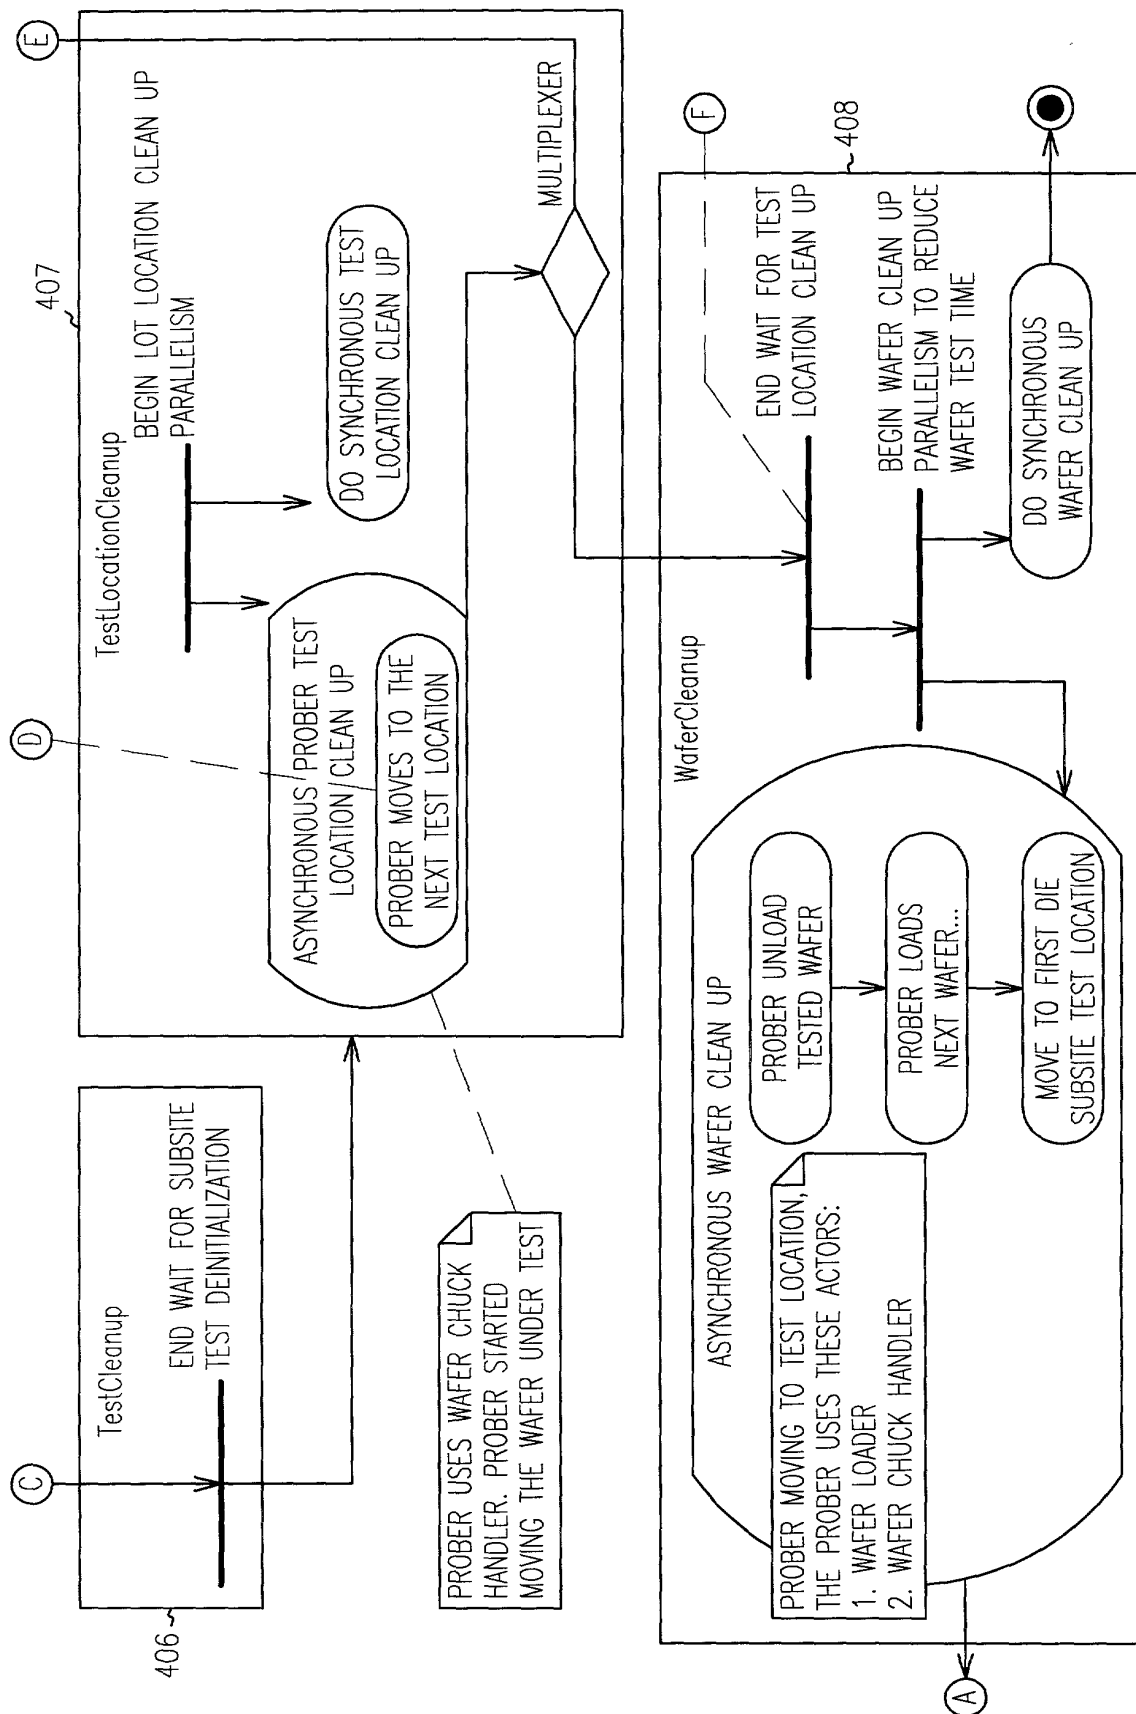 C
406
TestCleanup
END WAIT FOR SUBSITE
TEST DEINITIALIZATION
D
E
407
TestLocationCleanup
BEGIN LOT LOCATION CLEAN UP
PARALLELISM
ASYNCHRONOUS PROBER TEST
LOCATION/CLEAN UP
PROBER MOVES TO THE
NEXT TEST LOCATION
DO SYNCHRONOUS TEST
LOCATION CLEAN UP
MULTIPLEXER
PROBER USES WAFER CHUCK
HANDLER. PROBER STARTED
MOVING THE WAFER UNDER TEST
WaferCleanup
F
408
END WAIT FOR TEST
LOCATION CLEAN UP
BEGIN WAFER CLEAN UP
PARALLELISM TO REDUCE
WAFER TEST TIME
DO SYNCHRONOUS
WAFER CLEAN UP
ASYNCHRONOUS WAFER CLEAN UP
PROBER UNLOAD
TESTED WAFER
PROBER LOADS
NEXT WAFER...
MOVE TO FIRST DIE
SUBSITE TEST LOCATION
PROBER MOVING TO TEST LOCATION,
THE PROBER USES THESE ACTORS:
1. WAFER LOADER
2. WAFER CHUCK HANDLER
A